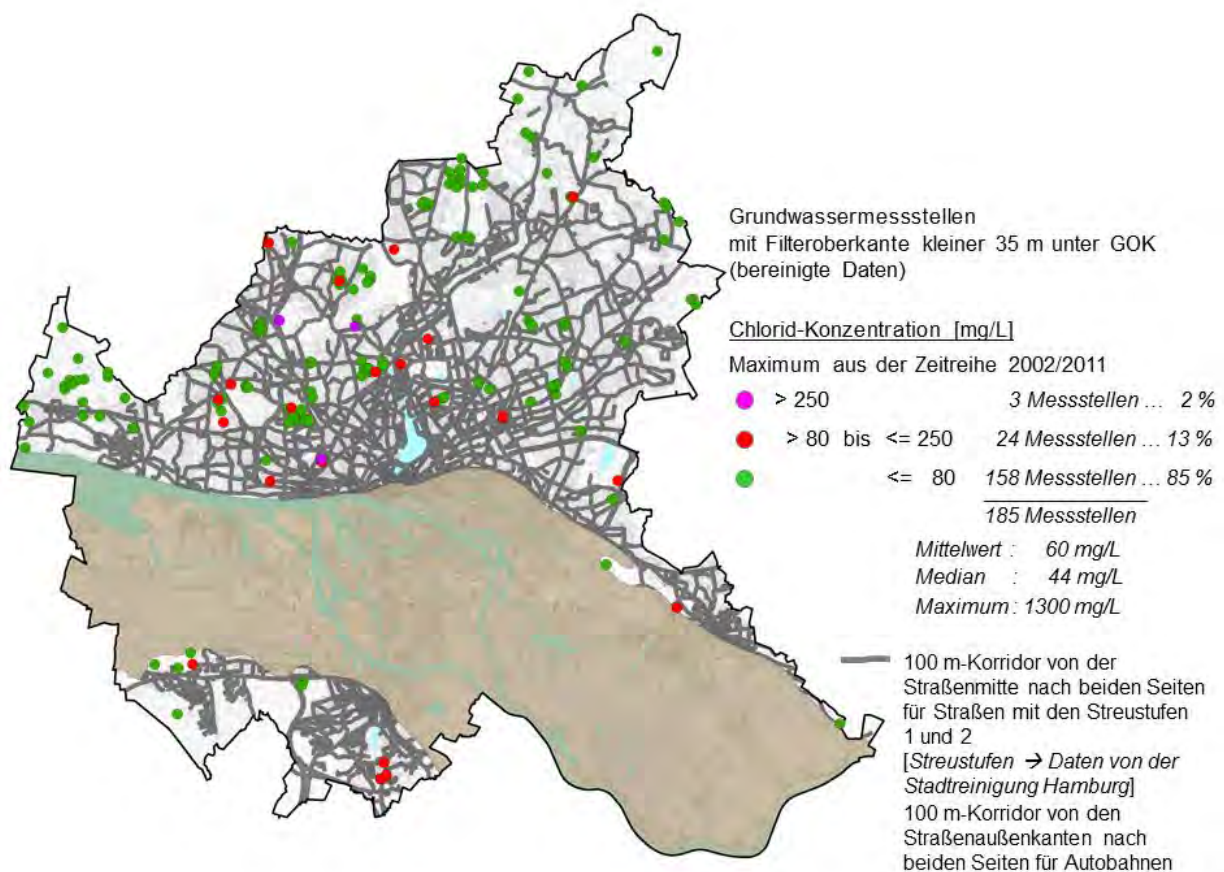 Grundwassermessstellen
mit Filteroberkante kleiner 35 m unter GOK
(bereinigte Daten)
Chlorid-Konzentration [mg/L]
Maximum aus der Zeitreihe 2002/2011
> 250 3 Messstellen ... 2 %
> 80 bis <= 250 24 Messstellen ... 13 %
<= 80 158 Messstellen ... 85 %
185 Messstellen
Mittelwert : 60 mg/L
Median : 44 mg/L
Maximum : 1300 mg/L
100 m-Korridor von der
Straßenmitte nach beiden Seiten
für Straßen mit den Streustufen
1 und 2
[Streustufen → Daten von der
Stadtreinigung Hamburg]
100 m-Korridor von den
Straßenaußenkanten nach
beiden Seiten für Autobahnen